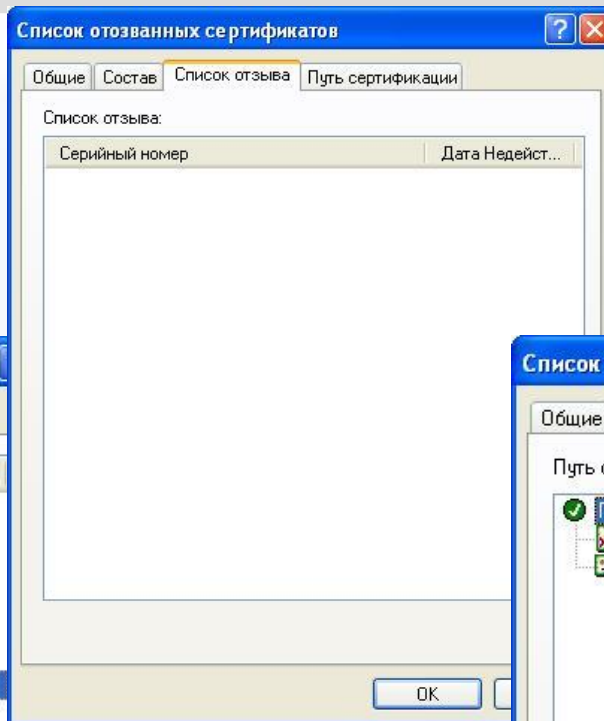 Список отозванных сертификатов
Общие Состав Список отзыва Путь сертификации
Список отзыва:
Серийный номер Дата Недейст...
OK
Список
Общие
Путь